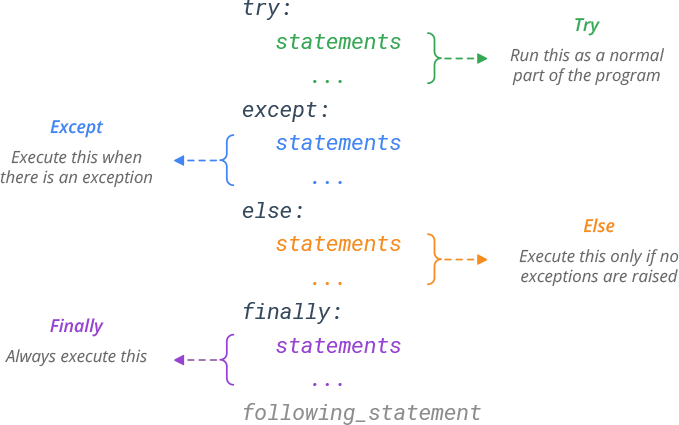 try:
statements
...
Try
Run this as a normal
part of the program
except:
statements
...
Except
Execute this when
there is an exception
else:
statements
...
Else
Execute this only if no
exceptions are raised
finally:
statements
...
Finally
Always execute this
following_statement